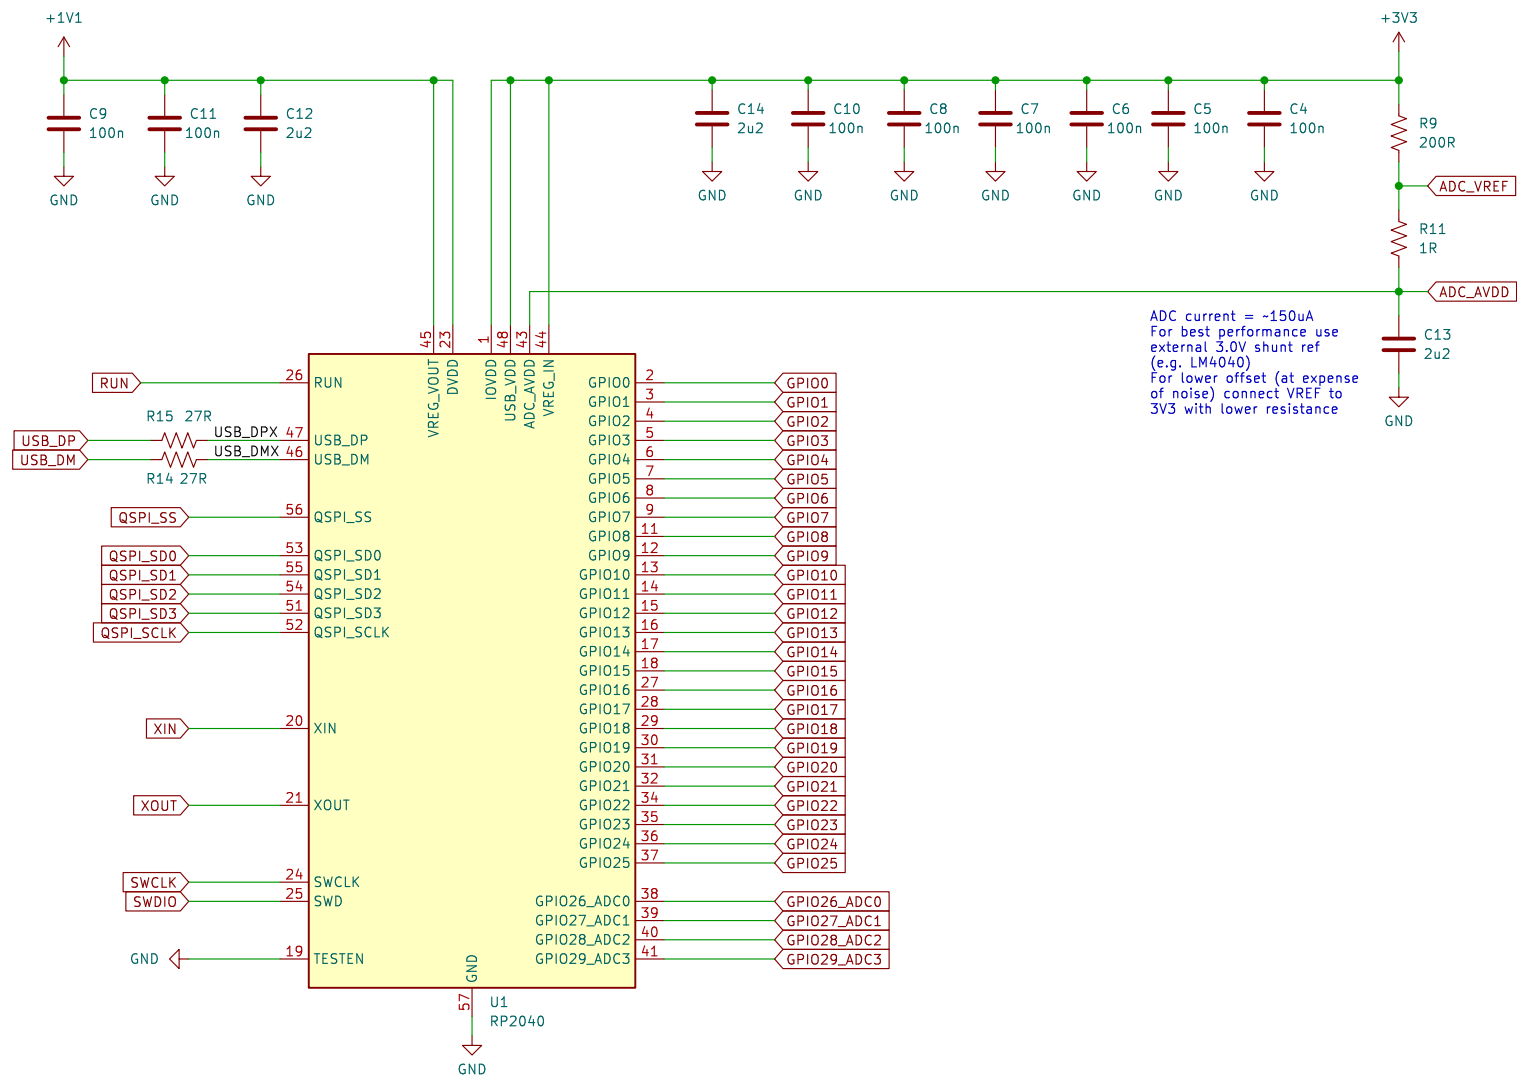 +1V1
+3V3
C9
100n
C11
100n
C12
2u2
C14
2u2
C10
100n
C8
100n
C7
100n
C6
100n
C5
100n
C4
100n
R9
200R
GND
GND
GND
GND
GND
GND
GND
GND
GND
GND
ADC_VREF
R11
1R
ADC_AVDD
ADC current = ~150uA
For best performance use
external 3.0V shunt ref
(e.g. LM4040)
For lower offset (at expense
of noise) connect VREF to
3V3 with lower resistance
C13
2u2
GND
45
23
1
48
43
44
VREG_VOUT
DVDD
IOVDD
USB_VDD
ADC_AVDD
VREG_IN
RUN
26
RUN
R15 27R
USB_DP
USB_DPX
47
USB_DP
USB_DM
USB_DMX
46
USB_DM
R14 27R
QSPI_SS
56
QSPI_SS
QSPI_SD0
53
QSPI_SD0
QSPI_SD1
55
QSPI_SD1
QSPI_SD2
54
QSPI_SD2
QSPI_SD3
51
QSPI_SD3
QSPI_SCLK
52
QSPI_SCLK
XIN
20
XIN
XOUT
21
XOUT
SWCLK
24
SWCLK
SWDIO
25
SWD
GND
19
TESTEN
GPIO0
2
GPIO0
GPIO1
3
GPIO1
GPIO2
4
GPIO2
GPIO3
5
GPIO3
GPIO4
6
GPIO4
GPIO5
7
GPIO5
GPIO6
8
GPIO6
GPIO7
9
GPIO7
GPIO8
11
GPIO8
GPIO9
12
GPIO9
GPIO10
13
GPIO10
GPIO11
14
GPIO11
GPIO12
15
GPIO12
GPIO13
16
GPIO13
GPIO14
17
GPIO14
GPIO15
18
GPIO15
GPIO16
27
GPIO16
GPIO17
28
GPIO17
GPIO18
29
GPIO18
GPIO19
30
GPIO19
GPIO20
31
GPIO20
GPIO21
32
GPIO21
GPIO22
34
GPIO22
GPIO23
35
GPIO23
GPIO24
36
GPIO24
GPIO25
37
GPIO25
GPIO26_ADC0
38
GPIO26_ADC0
GPIO27_ADC1
39
GPIO27_ADC1
GPIO28_ADC2
40
GPIO28_ADC2
GPIO29_ADC3
41
GPIO29_ADC3
GND
57
U1
RP2040
GND